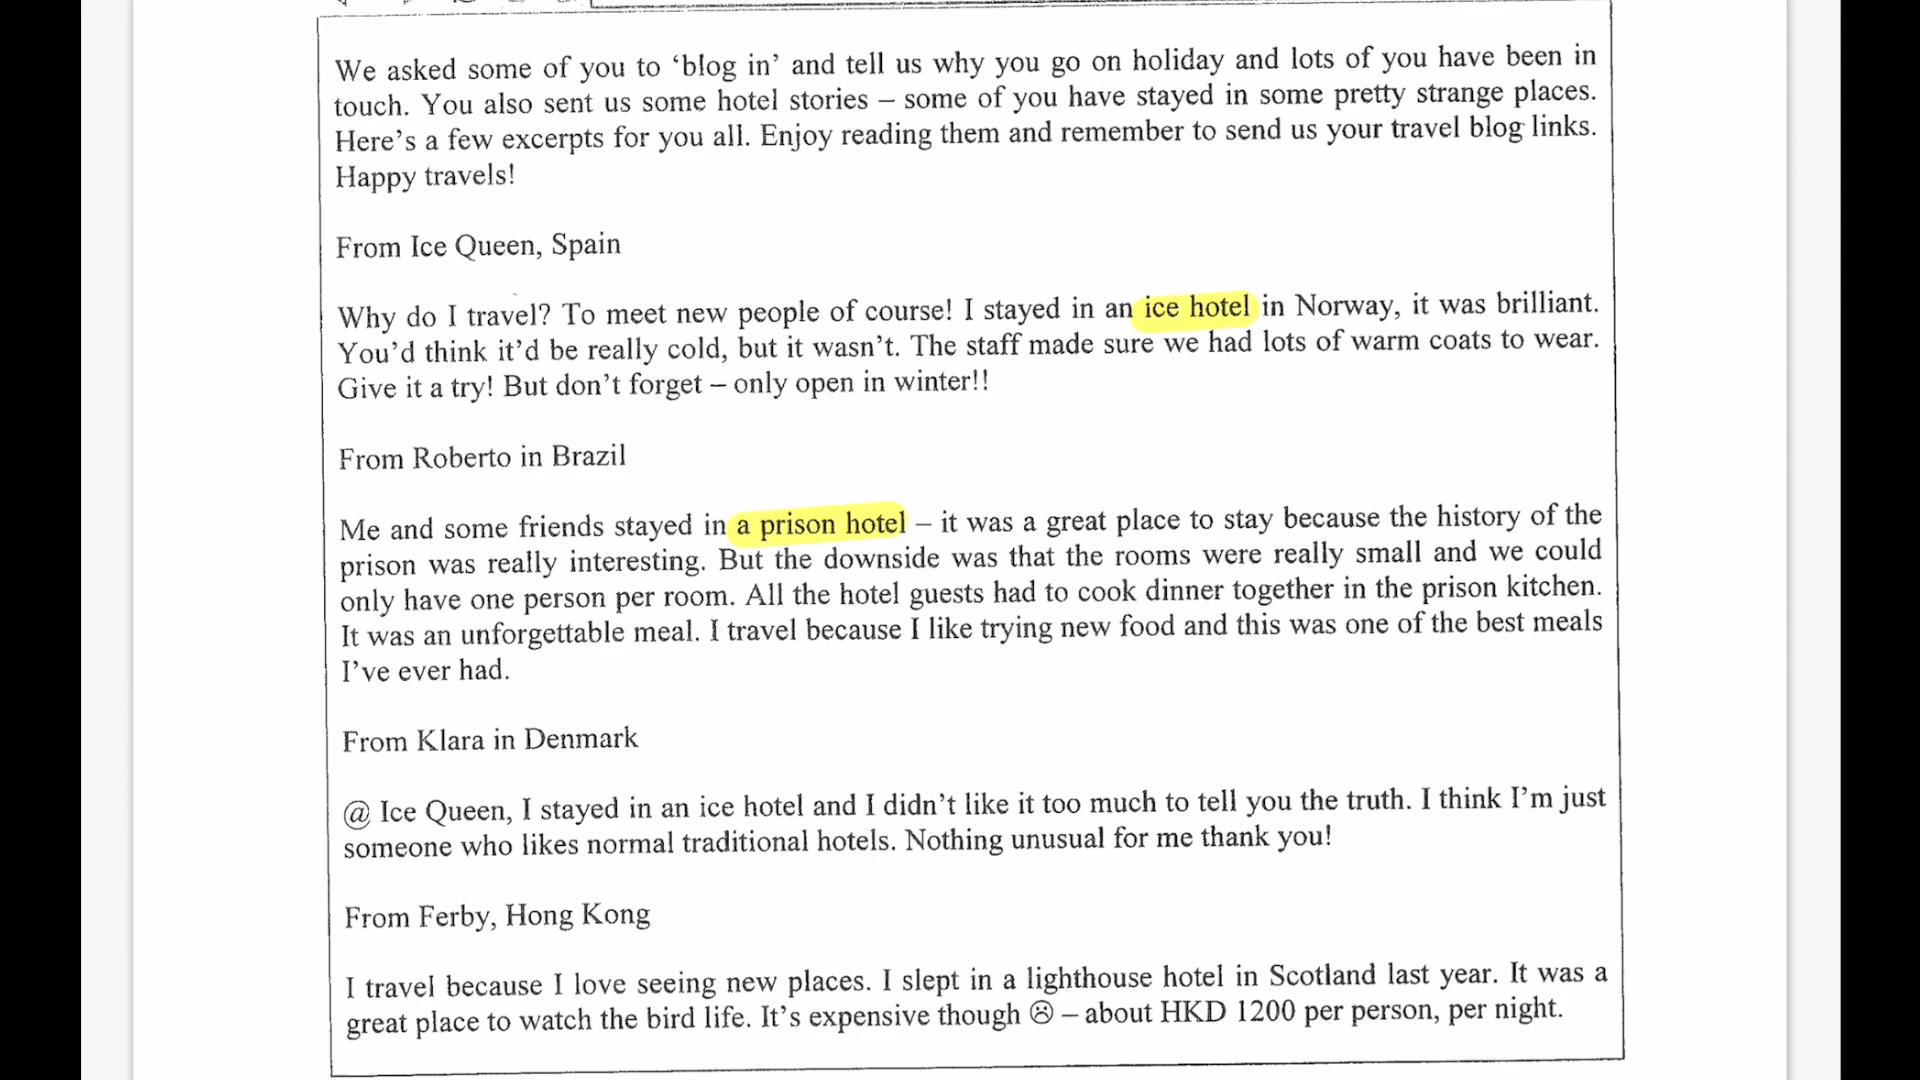 We asked some of you to ‘blog in’ and tell us why you go on holiday and lots of you have been in
touch. You also sent us some hotel stories – some of you have stayed in some pretty strange places.
Here’s a few excerpts for you all. Enjoy reading them and remember to send us your travel blog links.
Happy travels!
From Ice Queen, Spain
Why do I travel? To meet new people of course! I stayed in an ice hotel in Norway, it was brilliant.
You’d think it’d be really cold, but it wasn’t. The staff made sure we had lots of warm coats to wear.
Give it a try! But don’t forget – only open in winter!!
From Roberto in Brazil
Me and some friends stayed in a prison hotel – it was a great place to stay because the history of the
prison was really interesting. But the downside was that the rooms were really small and we could
only have one person per room. All the hotel guests had to cook dinner together in the prison kitchen.
It was an unforgettable meal. I travel because I like trying new food and this was one of the best meals
I’ve ever had.
From Klara in Denmark
@ Ice Queen, I stayed in an ice hotel and I didn’t like it too much to tell you the truth. I think I’m just
someone who likes normal traditional hotels. Nothing unusual for me thank you!
From Ferby, Hong Kong
I travel because I love seeing new places. I slept in a lighthouse hotel in Scotland last year. It was a
great place to watch the bird life. It’s expensive though ☹ – about HKD 1200 per person, per night.